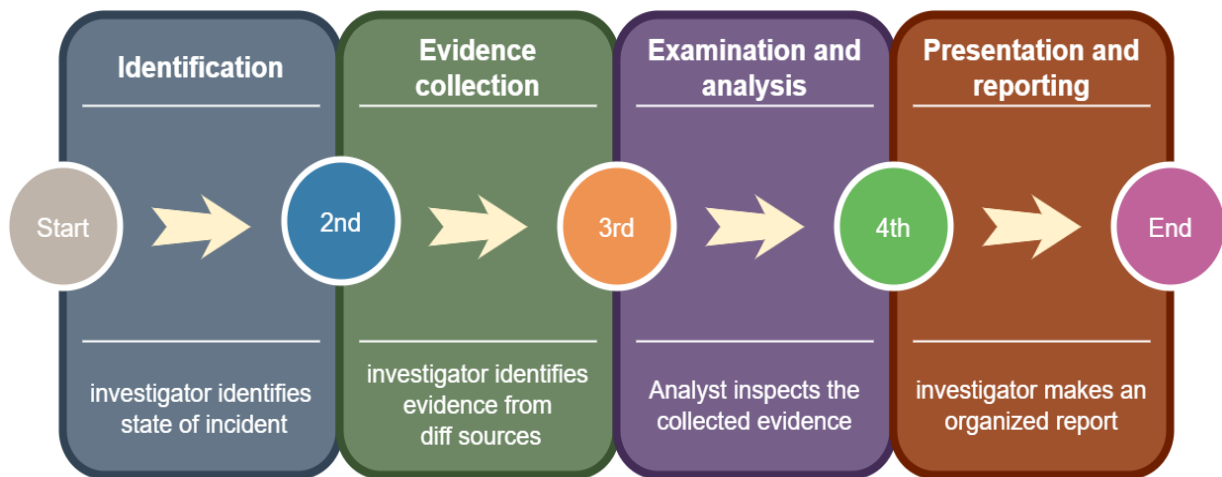 Identification
Evidence
collection
Examination and
analysis
Presentation and
reporting
Start
2nd
3rd
4th
End
investigator identifies
state of incident
investigator identifies
evidence from
diff sources
Analyst inspects the
collected evidence
investigator makes an
organized report